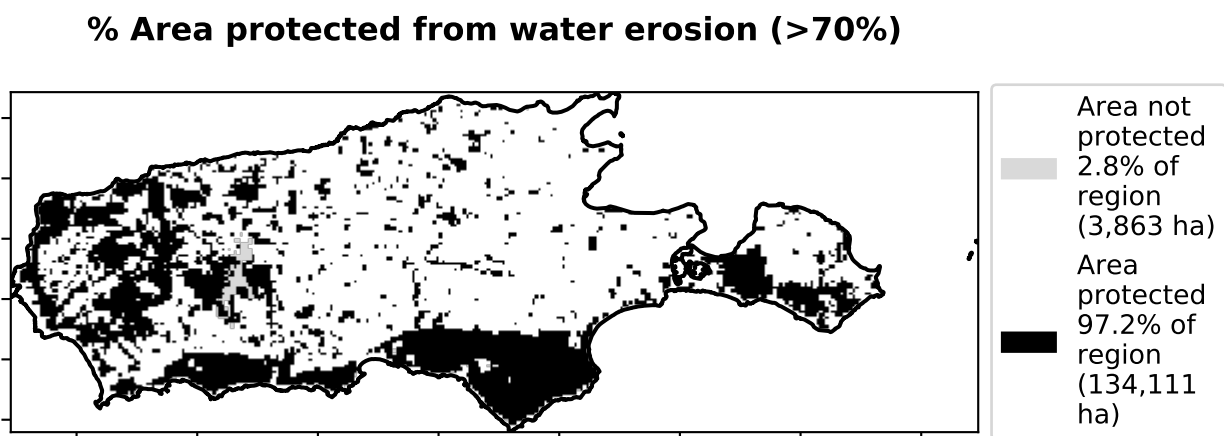 % Area protected from water erosion (>70%)
Area not
protected
2.8% of
region
(3,863 ha)
Area
protected
97.2% of
region
(134,111
ha)